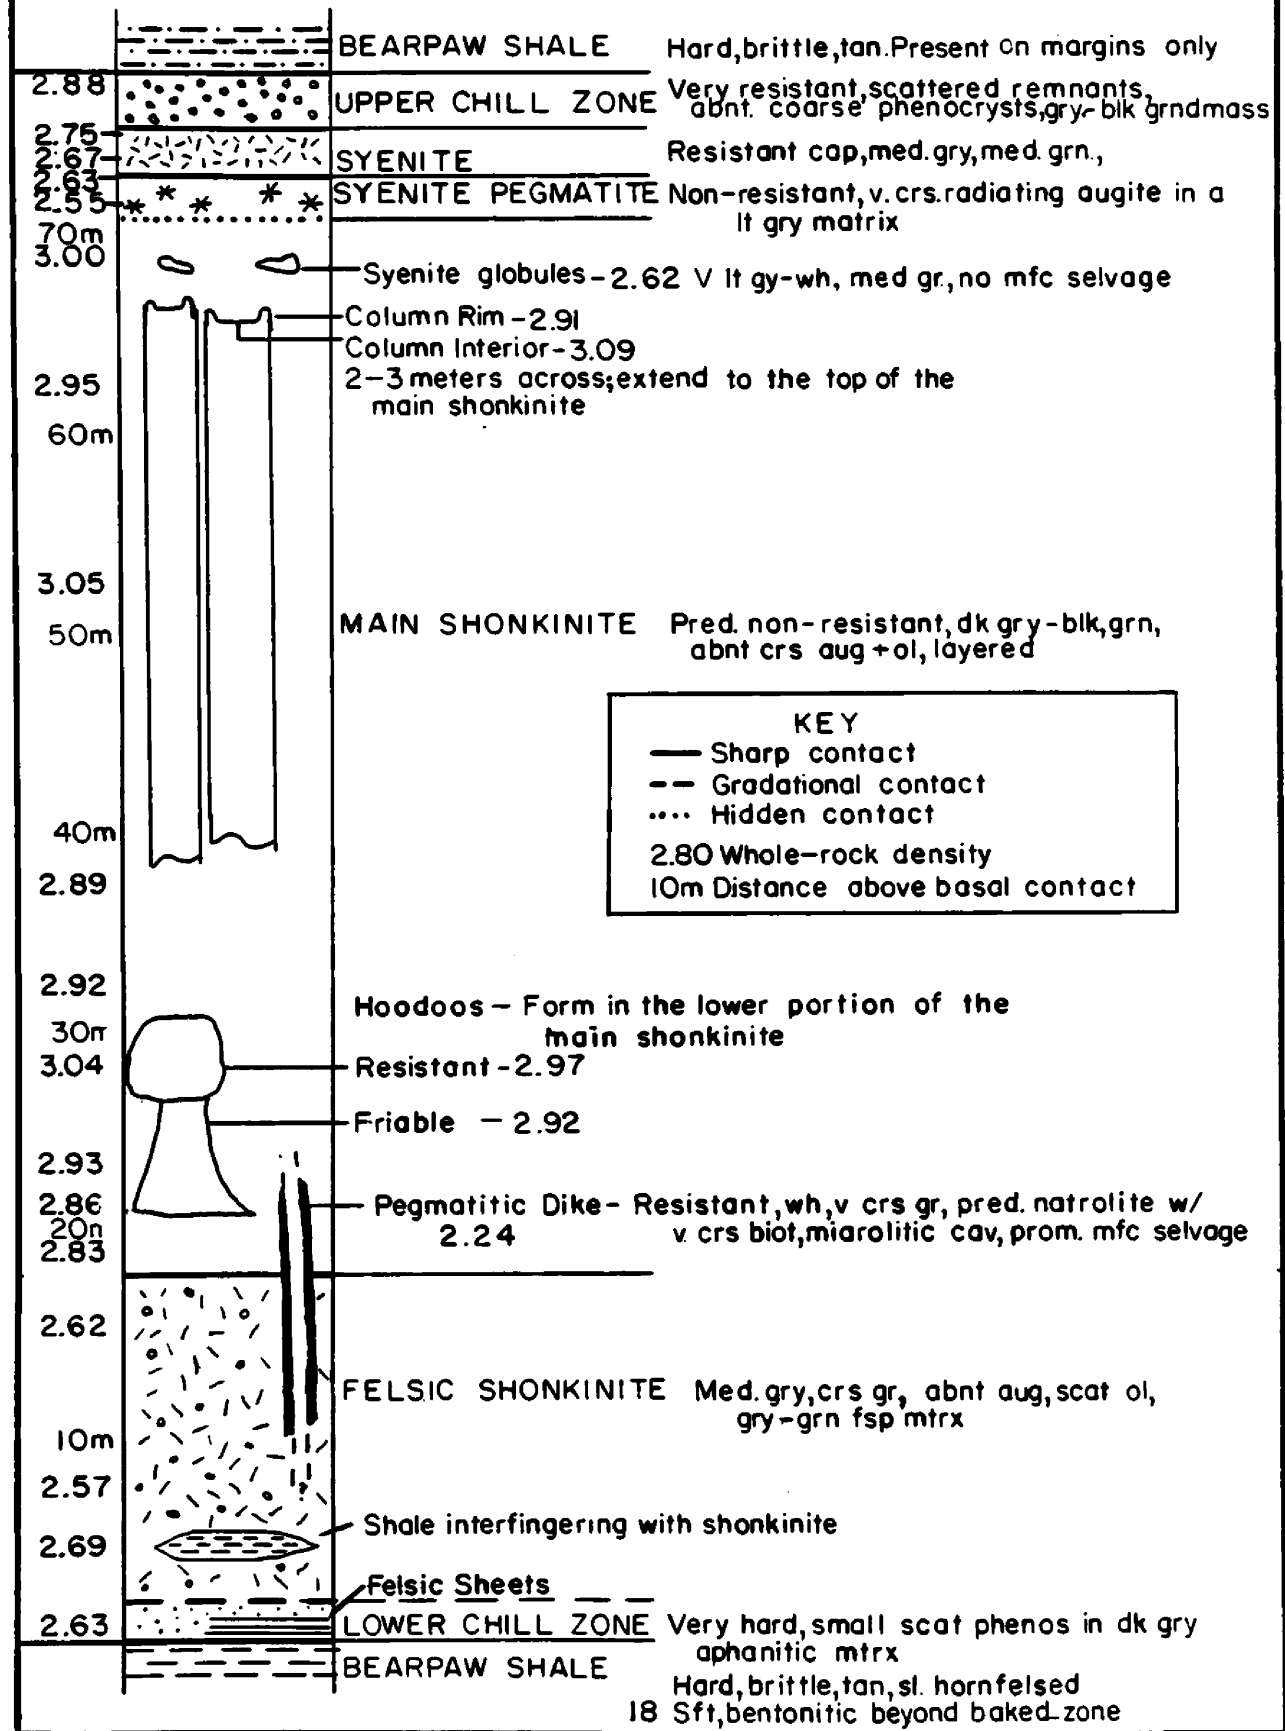 BEARPAW SHALE Hard,brittle,tan.Present on margins only
2.88
UPPER CHILL ZONE Very resistant,scattered remnants,
abnt. coarse phenocrysts,gry-blk grndmass
2.75
2.67
SYENITE Resistant cap,med.gry,med.grn.,
2.63
SYENITE PEGMATITE Non-resistant,v.crs.radiating augite in a
lt gry matrix
2.55
70m
3.00
Syenite globules-2.62 V lt gy-wh, med gr.,no mfc selvage
Column Rim-2.91
Column Interior-3.09
2-3 meters across;extend to the top of the
main shonkinite
2.95
60m
3.05
50m
MAIN SHONKINITE Pred. non-resistant,dk gry-blk,grn,
abnt crs aug+ol, layered
KEY
Sharp contact
Gradational contact
Hidden contact
2.80 Whole-rock density
10m Distance above basal contact
40m
2.89
2.92
Hoodoos - Form in the lower portion of the
main shonkinite
30m
3.04
Resistant-2.97
Friable - 2.92
2.93
2.86
Pegmatitic Dike- Resistant,wh,v crs gr, pred. natrolite w/
2.24 v. crs biot,miarolitic cav, prom. mfc selvage
20m
2.83
2.62
FELSIC SHONKINITE Med.gry,crs gr, abnt aug,scat ol,
gry-grn fsp mtrx
10m
2.57
Shale interfingering with shonkinite
2.69
Felsic Sheets
2.63
LOWER CHILL ZONE Very hard,small scat phenos in dk gry
aphanitic mtrx
BEARPAW SHALE
Hard,brittle,tan,sl. hornfelsed
18 Sft,bentonitic beyond baked zone